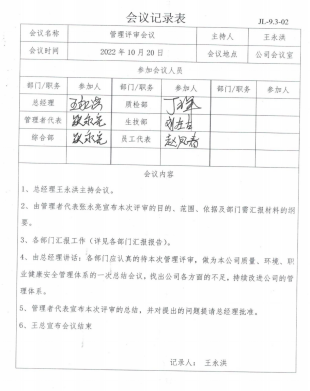 会议记录表
JL-9.3-02
会议名称 管理评审会议 主持人 王永洪
会议时间 2022年10月20日 会议地点 公司会议室
参加会议人员
部门/职务 参加人 部门/职务 参加人
总经理 王永洪 质检部
管理者代表 生技部
综合部 员工代表
会议内容
1、总经理王永洪主持会议。
2、由管理者代表张永亮宣布本次评审的目的、范围、依据及部门需汇报材料的纲
要。
3、各部门汇报工作（详见各部门汇报报告）。
4、由总经理讲话：各部门应认真的待本次管理评审，做为本公司质量、环境、职
业健康安全管理体系的一次总结会议，找出公司各方面的不足，持续改进公司的管
理体系。
5、管理者代表宣布本次评审的总结，并对提出的问题提请总经理批准。
6、王总宣布会议结束
记录人： 王永洪